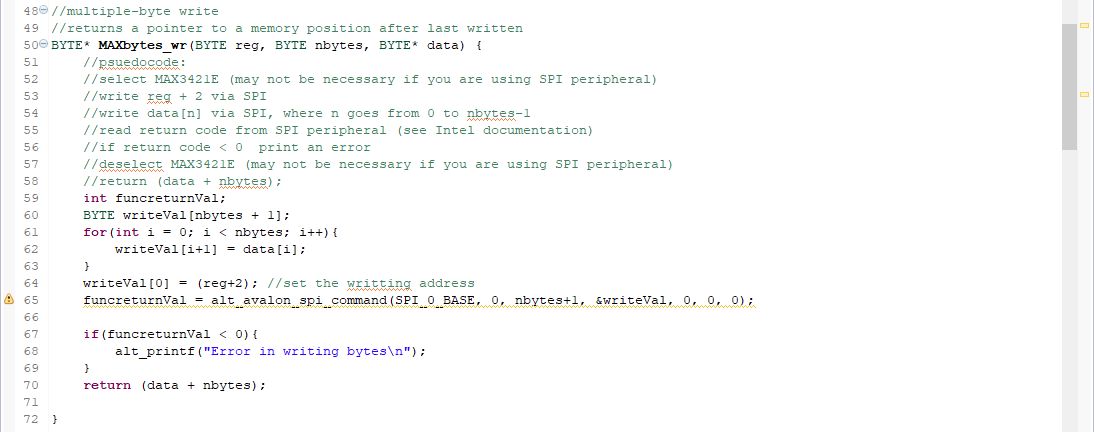 48 //multiple-byte write
49 //returns a pointer to a memory position after last written
50 BYTE* MAXbytes_wr(BYTE reg, BYTE nbytes, BYTE* data) {
51 //psuedocode:
52 //select MAX3421E (may not be necessary if you are using SPI peripheral)
53 //write reg + 2 via SPI
54 //write data[n] via SPI, where n goes from 0 to nbytes-1
55 //read return code from SPI peripheral (see Intel documentation)
56 //if return code < 0  print an error
57 //deselect MAX3421E (may not be necessary if you are using SPI peripheral)
58 //return (data + nbytes);
59 int funcreturnVal;
60 BYTE writeVal[nbytes + 1];
61 for(int i = 0; i < nbytes; i++){
62 writeVal[i+1] = data[i];
63 }
64 writeVal[0] = (reg+2); //set the writting address
65 funcreturnVal = alt_avalon_spi_command(SPI_0_BASE, 0, nbytes+1, &writeVal, 0, 0, 0);
66
67 if(funcreturnVal < 0){
68 alt_printf("Error in writing bytes\n");
69 }
70 return (data + nbytes);
71
72 }